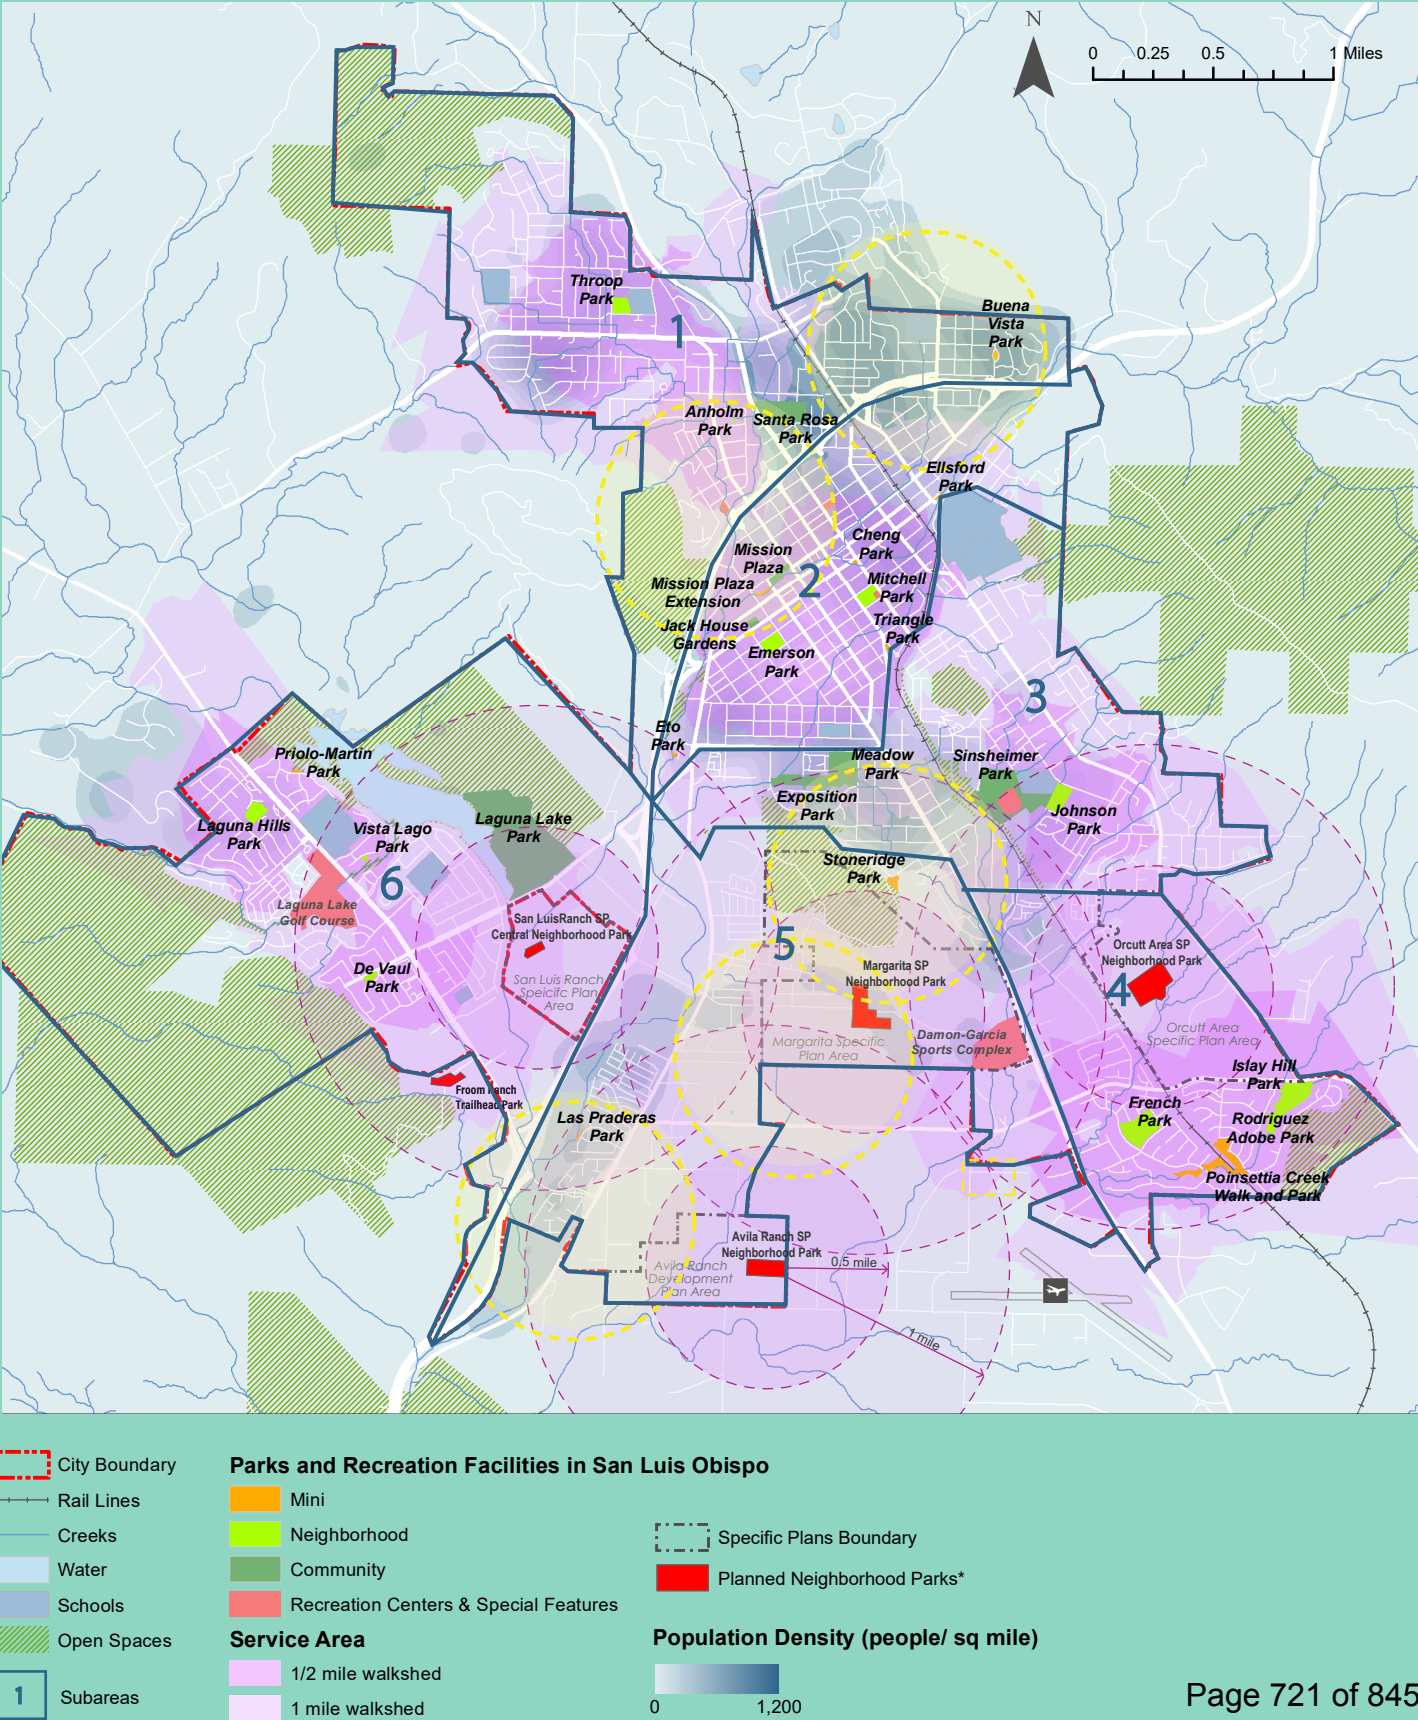 N
0 0.25 0.5 1 Miles
Throop
Park
1
Buena
Vista
Park
Anholm
Park
Santa Rosa
Park
Ellsford
Park
Cheng
Park
Mission
Plaza
2
Mitchell
Park
Mission Plaza
Extension
Triangle
Park
Jack House
Gardens
Emerson
Park
3
Eto
Park
Meadow
Park
Sinsheimer
Park
Priolo-Martin
Park
Exposition
Park
Johnson
Park
Laguna Hills
Park
Vista Lago
Park
Laguna Lake
Park
Stoneridge
Park
6
Laguna Lake
Golf Course
San LuisRanch SP
Central Neighborhood Park
5
Orcutt Area SP
Neighborhood Park
De Vaul
Park
San Luis Ranch
Speicifc Plan
Area
Margarita SP
Neighborhood Park
4
Margarita Specific
Plan Area
Damon-Garcia
Sports Complex
Orcutt Area
Specific Plan Area
Froom Ranch
Trailhead Park
Islay Hill
Park
French
Park
Rodriguez
Adobe Park
Las Praderas
Park
Poinsettia Creek
Walk and Park
Avila Ranch SP
Neighborhood Park
Avila Ranch
Development
Plan Area
0.5 mile
1 mile
City Boundary
Rail Lines
Creeks
Water
Schools
Open Spaces
1 Subareas
Parks and Recreation Facilities in San Luis Obispo
Mini
Neighborhood
Community
Recreation Centers & Special Features
Service Area
1/2 mile walkshed
1 mile walkshed
Specific Plans Boundary
Planned Neighborhood Parks*
Population Density (people/ sq mile)
0 1,200
Page 721 of 845